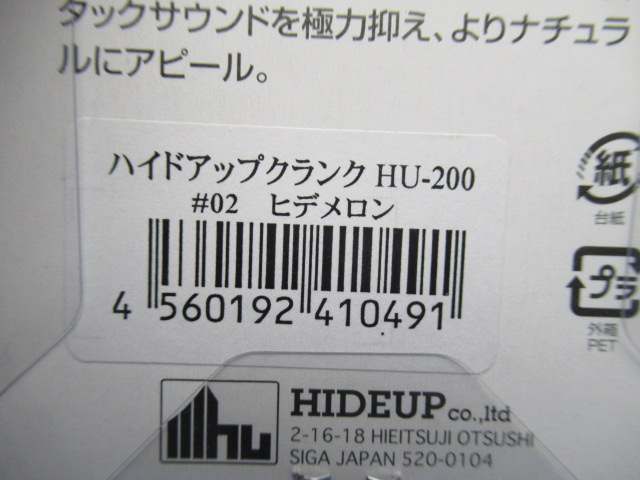 タックサウンドを極力抑え、よりナチュラ
ルにアピール。
ハイドアップクランク HU-200
#02 ヒデメロン
4 560192 410491
紙
台紙
プラ
外箱
PET
hu
HIDEUP co.,ltd
2-16-18 HIEITSUJI OTSUSHI
SIGA JAPAN 520-0104